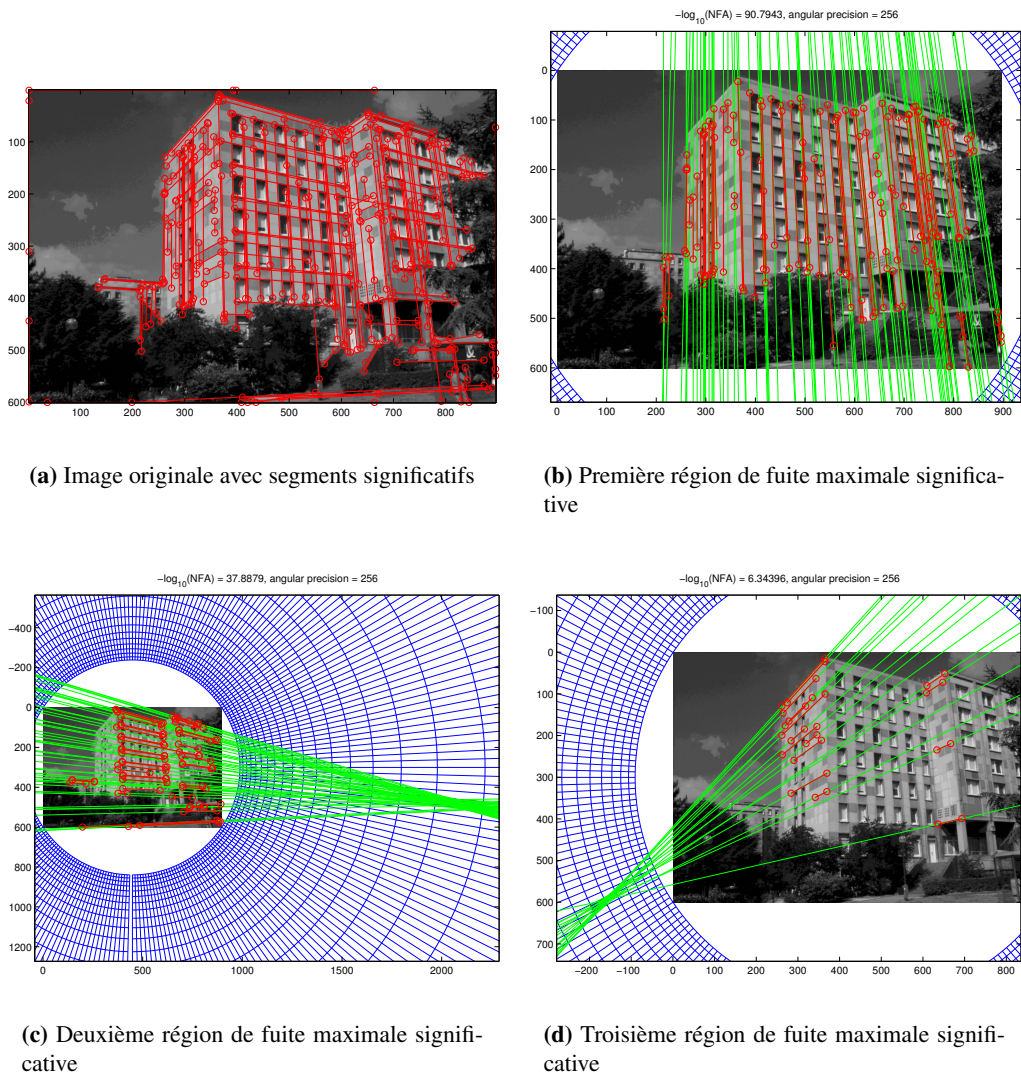 −log10(NFA) = 90.7943, angular precision = 256
100
200
300
400
500
600
100 200 300 400 500 600 700 800
0
100
200
300
400
500
600
0 100 200 300 400 500 600 700 800 900
(a) Image originale avec segments significatifs
(b) Première région de fuite maximale significa-
tive
−log10(NFA) = 37.8879, angular precision = 256
−400
−200
0
200
400
600
800
1000
1200
0 500 1000 1500 2000
−log10(NFA) = 6.34396, angular precision = 256
−100
0
100
200
300
400
500
600
700
−200 −100 0 100 200 300 400 500 600 700 800
(c) Deuxième région de fuite maximale signifi-
cative
(d) Troisième région de fuite maximale signifi-
cative